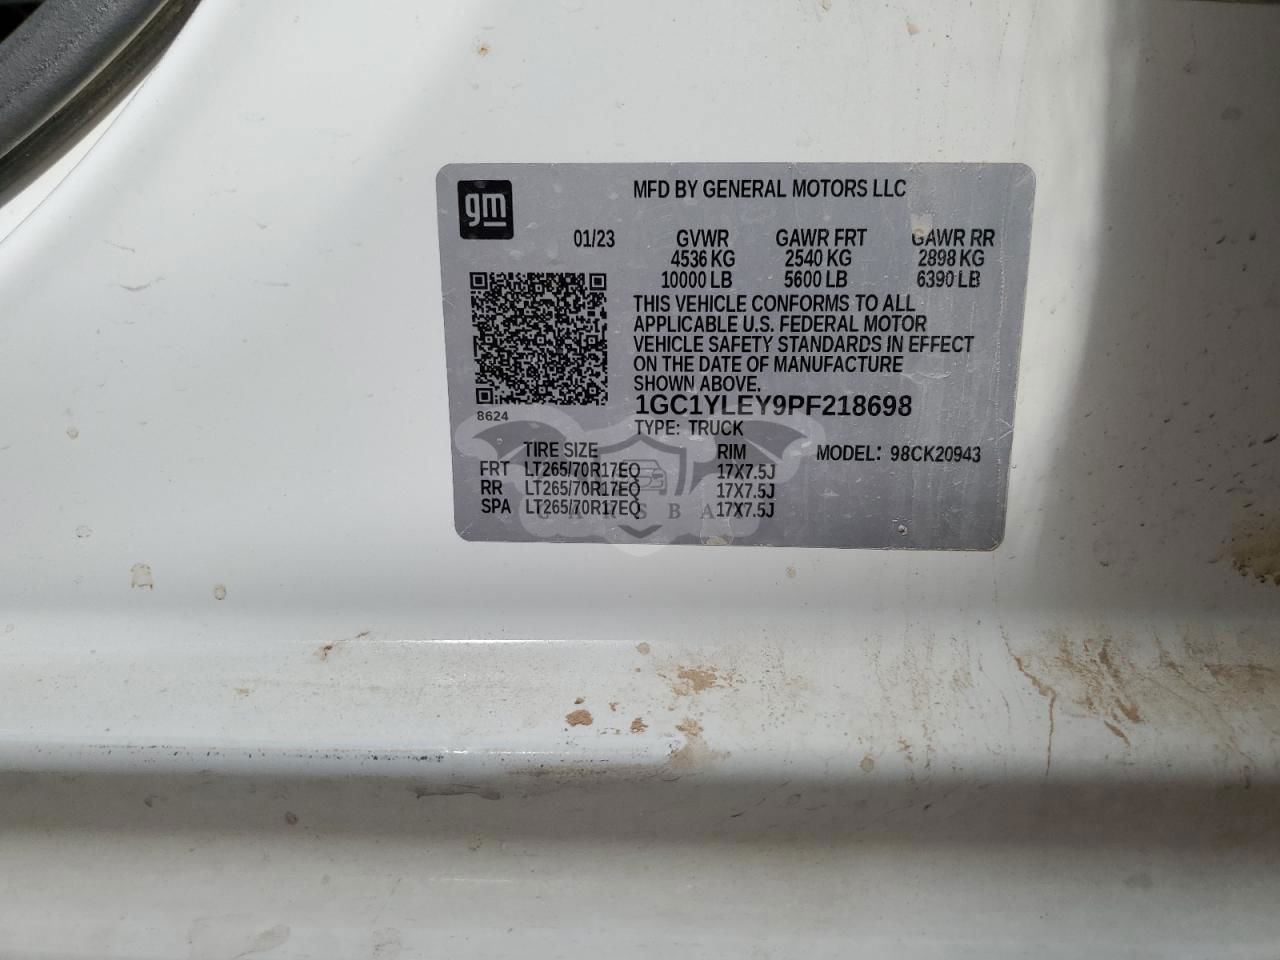 gm
MFD BY GENERAL MOTORS LLC
01/23 GVWR GAWR FRT GAWR RR
4536 KG 2540 KG 2898 KG
10000 LB 5600 LB 6390 LB
THIS VEHICLE CONFORMS TO ALL
APPLICABLE U.S. FEDERAL MOTOR
VEHICLE SAFETY STANDARDS IN EFFECT
ON THE DATE OF MANUFACTURE
SHOWN ABOVE.
8624
1GC1YLEY9PF218698
TYPE: TRUCK
TIRE SIZE RIM MODEL: 98CK20943
FRT LT265/70R17EQ 17X7.5J
RR LT265/70R17EQ 17X7.5J
SPA LT265/70R17EQ 17X7.5J